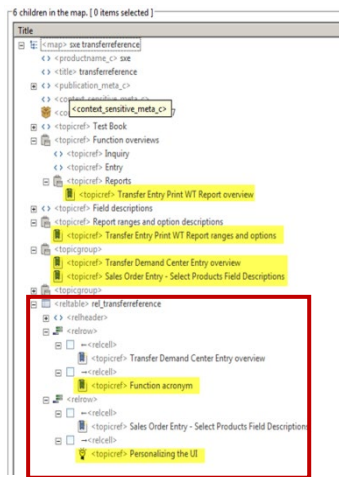 6 children in the map. [ 0 items selected ]
Title
<map> sxe transferreference
<productname_c> sxe
<title> transferreference
<publication_meta_c>
<context_sensitive_meta_c>
<context_sensitive_meta_c>
<topicref> Test Book
<topicref> Function overviews
<topicref> Inquiry
<topicref> Entry
<topicref> Reports
<topicref> Transfer Entry Print WT Report overview
<topicref> Field descriptions
<topicref> Report ranges and option descriptions
<topicref> Transfer Entry Print WT Report ranges and options
<topicgroup>
<topicref> Transfer Demand Center Entry overview
<topicref> Sales Order Entry - Select Products Field Descriptions
<topicgroup>
<reltable> rel_transferreference
<relheader>
<relrow>
←<relcell>
<topicref> Transfer Demand Center Entry overview
→<relcell>
<topicref> Function acronym
<relrow>
←<relcell>
<topicref> Sales Order Entry - Select Products Field Descriptions
→<relcell>
<topicref> Personalizing the UI